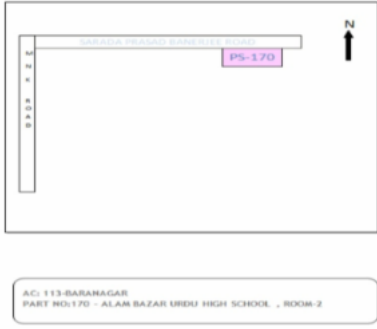 N
SARADA PRASAD BANERJEE ROAD
PS-170
M N K ROAD
AC: 113-BARANAGAR
PART NO:170 - ALAM BAZAR URDU HIGH SCHOOL , ROOM-2